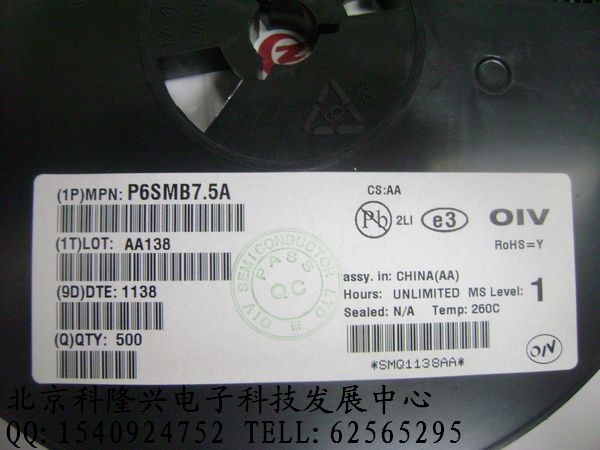 (1P)MPN: P6SMB7.5A
(1T)LOT: AA138
(9D)DTE: 1138
(Q)QTY: 500
CS:AA
Pb 2LI e3 OIV
RoHS=Y
assy. in: CHINA(AA)
Hours: UNLIMITED MS Level: 1
Sealed: N/A Temp: 260C
*SMQ1138AA*
OIV
OIV SEMICONDUCTOR LTD
PASS
QC
6
PS
北京科隆兴电子科技发展中心
QQ: 1540924752 TELL: 62565295